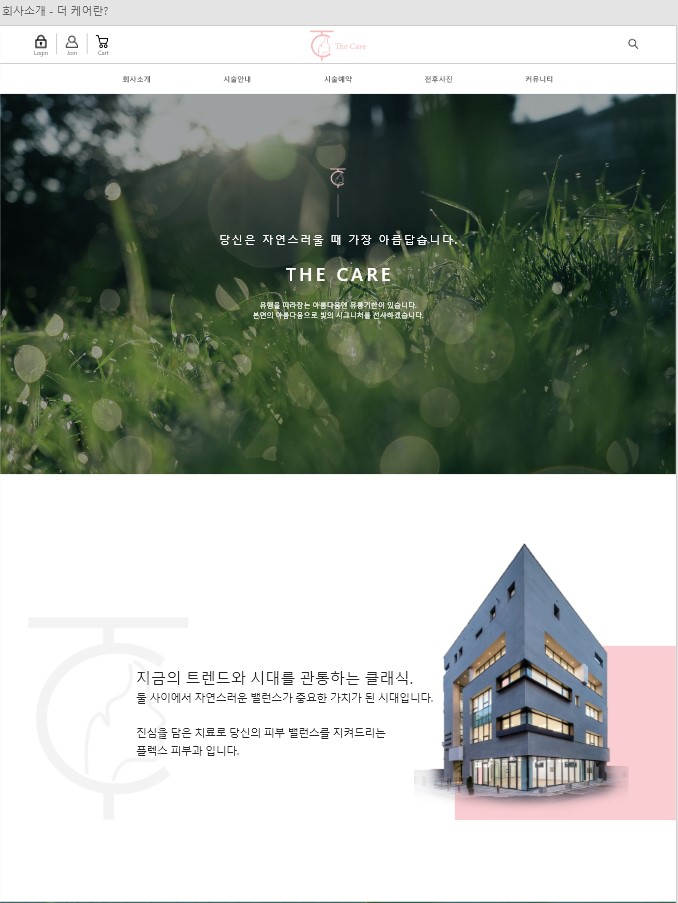 회사소개 - 더 케어란?
Login
Join
Cart
The Care
회사소개
시술안내
시술예약
전후사진
커뮤니티
당신은 자연스러울 때 가장 아름답습니다.
THE CARE
유행을 따라잡는 아름다움엔 유통기한이 있습니다.
본연의 아름다움으로 빛의 시그니처를 선사하겠습니다.
지금의 트렌드와 시대를 관통하는 클래식.
둘 사이에서 자연스러운 밸런스가 중요한 가치가 된 시대입니다.
진심을 담은 치료로 당신의 피부 밸런스를 지켜드리는
플렉스 피부과 입니다.